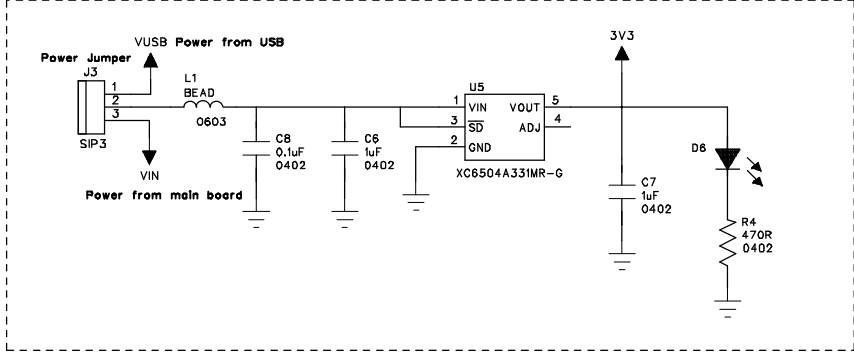 3V3
VUSB Power from USB
Power Jumper
J3
L1
BEAD
0603
1
2
3
SIP3
VIN
Power from main board
C8
0.1uF
0402
C6
1uF
0402
U5
1 VIN VOUT 5
3 SD ADJ 4
2 GND
XC6504A331MR-G
C7
1uF
0402
D6
R4
470R
0402